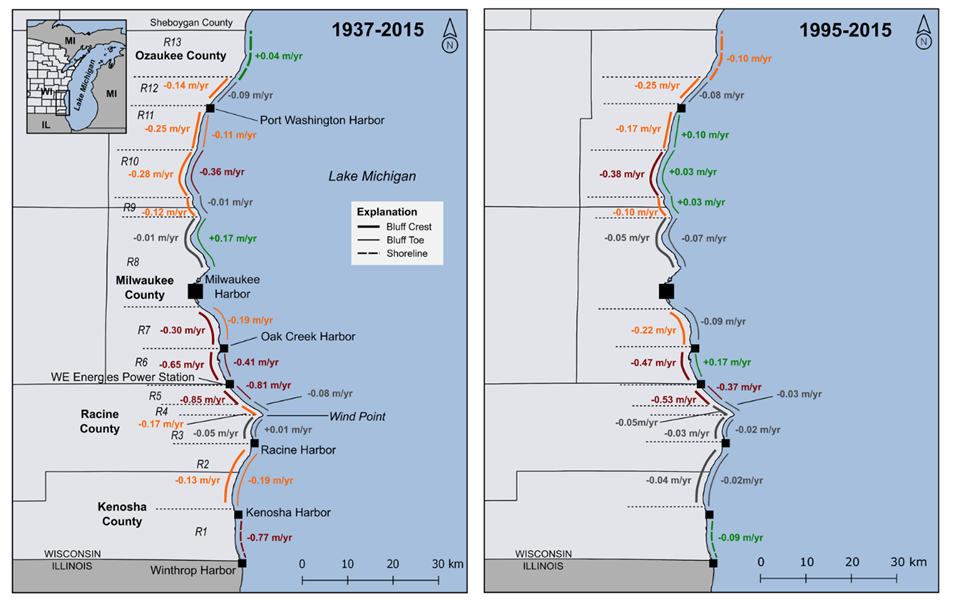 Sheboygan County
1937-2015
N
R13
Ozaukee County
+0.04 m/yr
MI
Lake Michigan
WI
MI
IL
R12
-0.14 m/yr
-0.09 m/yr
R11
Port Washington Harbor
-0.25 m/yr
-0.11 m/yr
R10
-0.28 m/yr
-0.36 m/yr
Lake Michigan
R9
-0.12 m/yr
-0.01 m/yr
Explanation
Bluff Crest
Bluff Toe
Shoreline
-0.01 m/yr
+0.17 m/yr
R8
Milwaukee
County
Milwaukee
Harbor
-0.19 m/yr
R7
-0.30 m/yr
Oak Creek Harbor
R6
-0.65 m/yr
-0.41 m/yr
WE Energies Power Station
-0.81 m/yr
R5
-0.85 m/yr
-0.08 m/yr
R4
Racine
County
-0.17 m/yr
Wind Point
R3
-0.05 m/yr
+0.01 m/yr
Racine Harbor
R2
-0.13 m/yr
-0.19 m/yr
Kenosha
County
Kenosha Harbor
R1
-0.77 m/yr
WISCONSIN
ILLINOIS
Winthrop Harbor
0 10 20 30 km
1995-2015
N
-0.10 m/yr
-0.25 m/yr
-0.08 m/yr
-0.17 m/yr
+0.10 m/yr
-0.38 m/yr
+0.03 m/yr
+0.03 m/yr
-0.10 m/yr
-0.05 m/yr
-0.07 m/yr
-0.09 m/yr
-0.22 m/yr
-0.47 m/yr
+0.17 m/yr
-0.37 m/yr
-0.53 m/yr
-0.03 m/yr
-0.05m/yr
-0.03 m/yr
-0.02 m/yr
-0.04 m/yr
-0.02m/yr
-0.09 m/yr
WISCONSIN
ILLINOIS
0 10 20 30 km